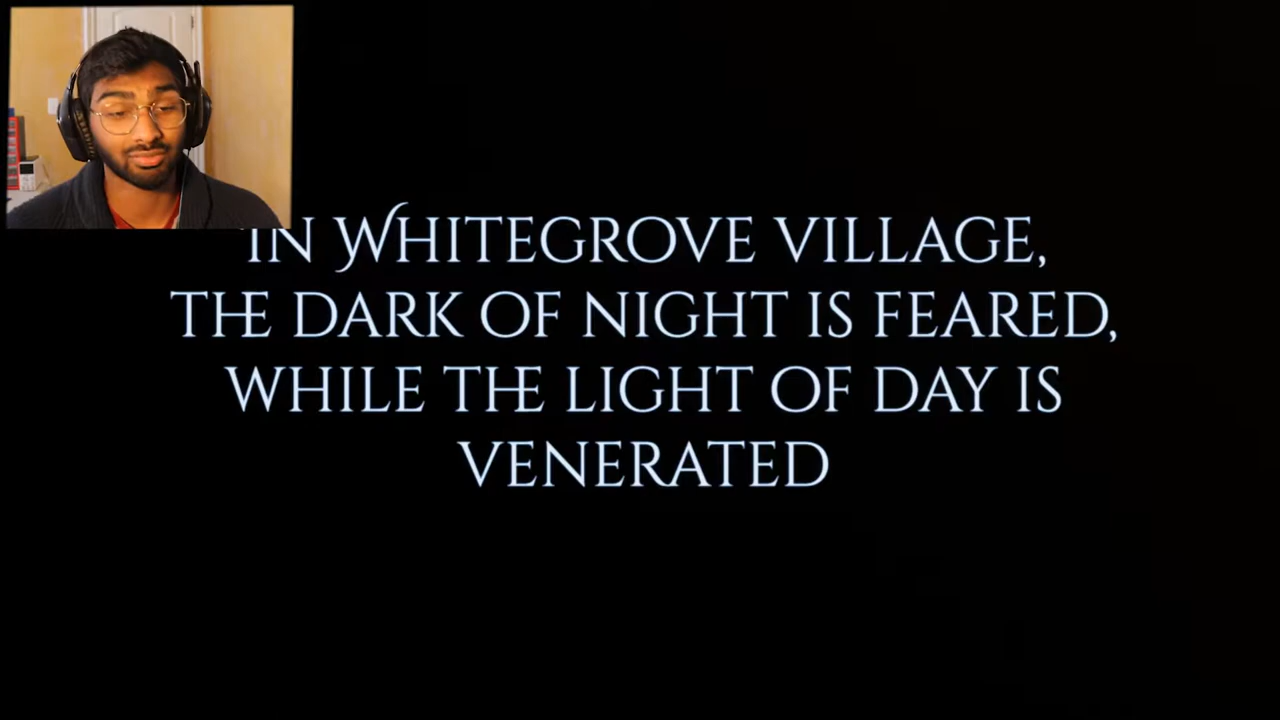 IN WHITEGROVE VILLAGE,
THE DARK OF NIGHT IS FEARED,
WHILE THE LIGHT OF DAY IS
VENERATED